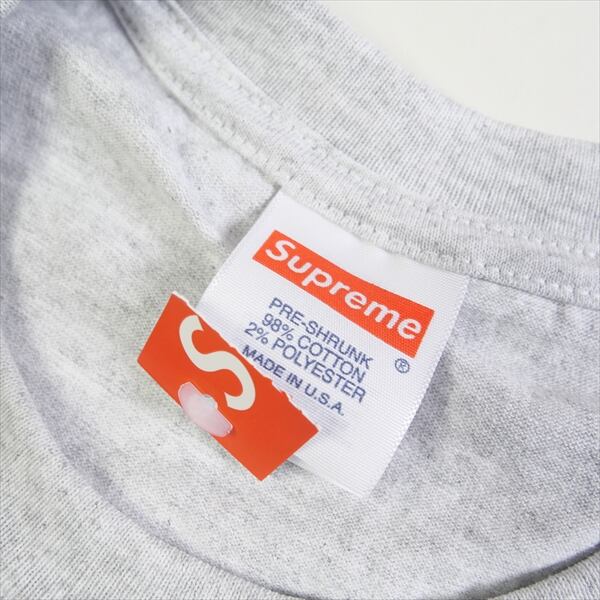 Supreme
PRE-SHRUNK
98% COTTON
2% POLYESTER
MADE IN U.S.A.
®
S